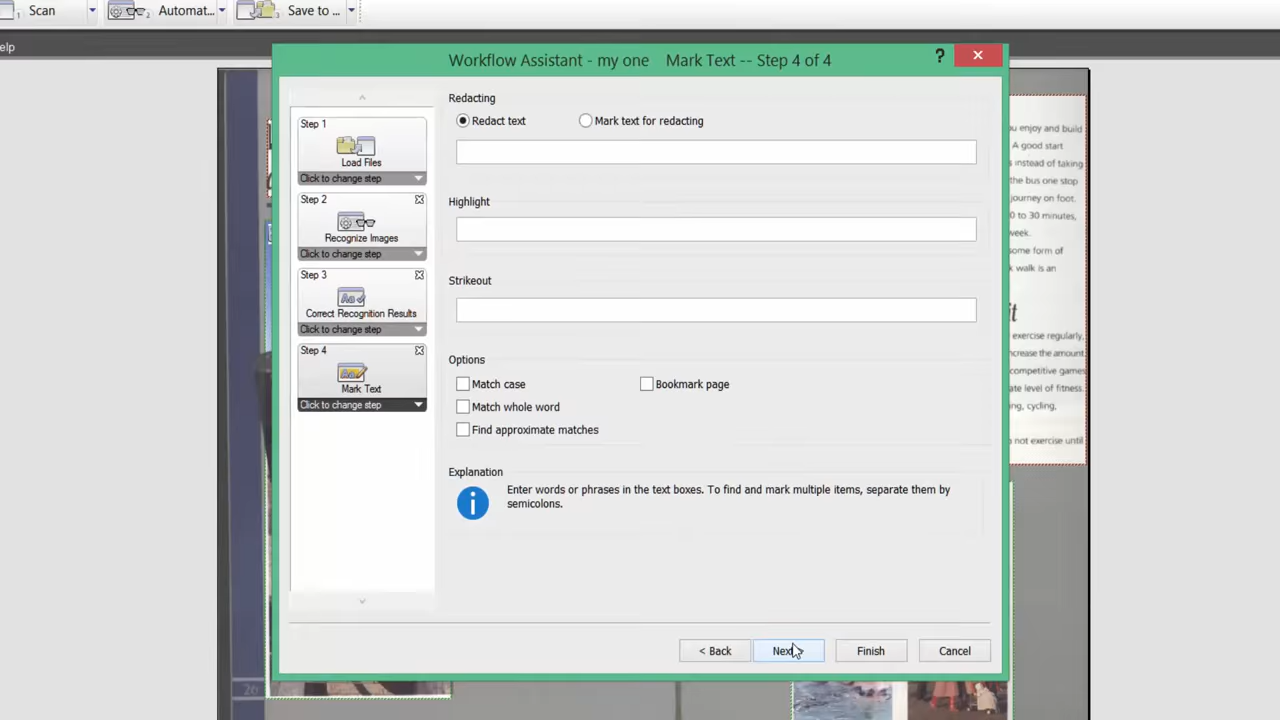 Scan
Automat...
Save to ...
elp
Workflow Assistant - my one Mark Text -- Step 4 of 4
?
Step 1
Load Files
Click to change step
Step 2
Recognize Images
Click to change step
Step 3
Correct Recognition Results
Click to change step
Step 4
Mark Text
Click to change step
Redacting
Redact text
Mark text for redacting
Highlight
Strikeout
Options
Match case
Bookmark page
Match whole word
Find approximate matches
Explanation
Enter words or phrases in the text boxes. To find and mark multiple items, separate them by
semicolons.
< Back
Next >
Finish
Cancel
ou enjoy and build
A good start
instead of taking
the bus one stop
journey on foot.
0 to 30 minutes,
week.
some form of
k walk is an
it
exercise regularly,
ncrease the amount
competitive games
ate level of fitness.
ing, cycling,
not exercise until
26